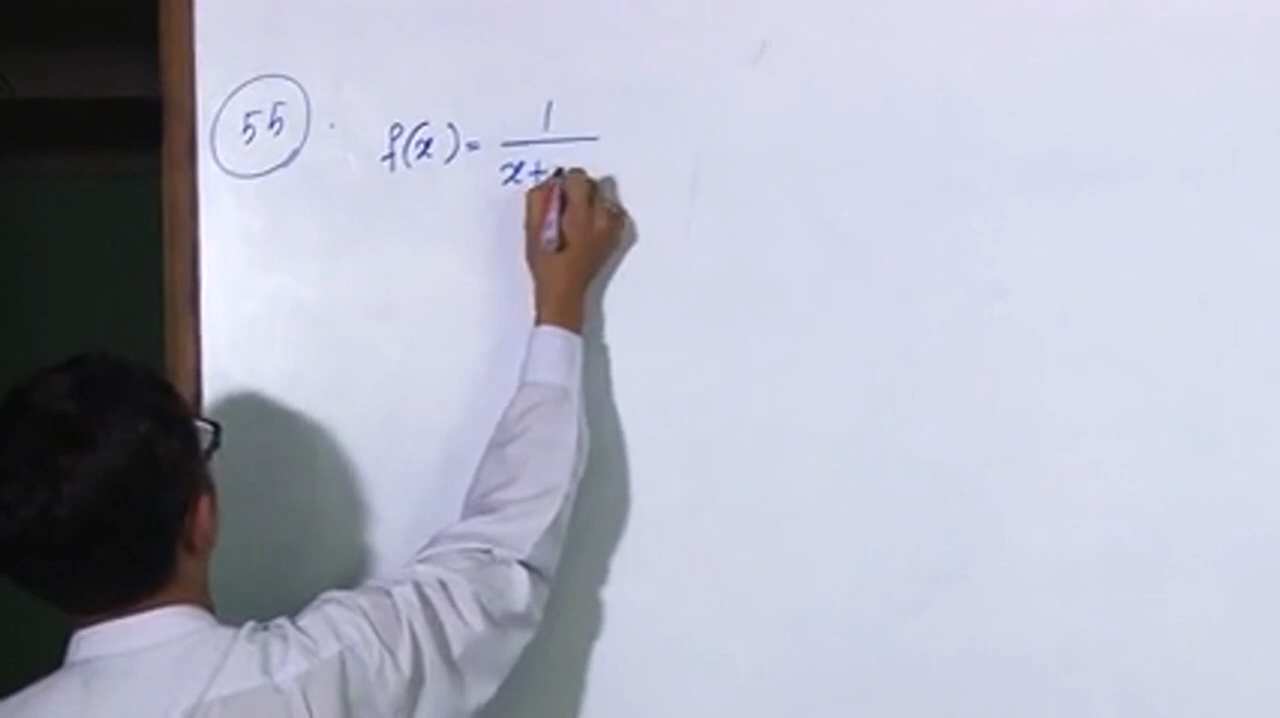 55. f(x) = 1/x+